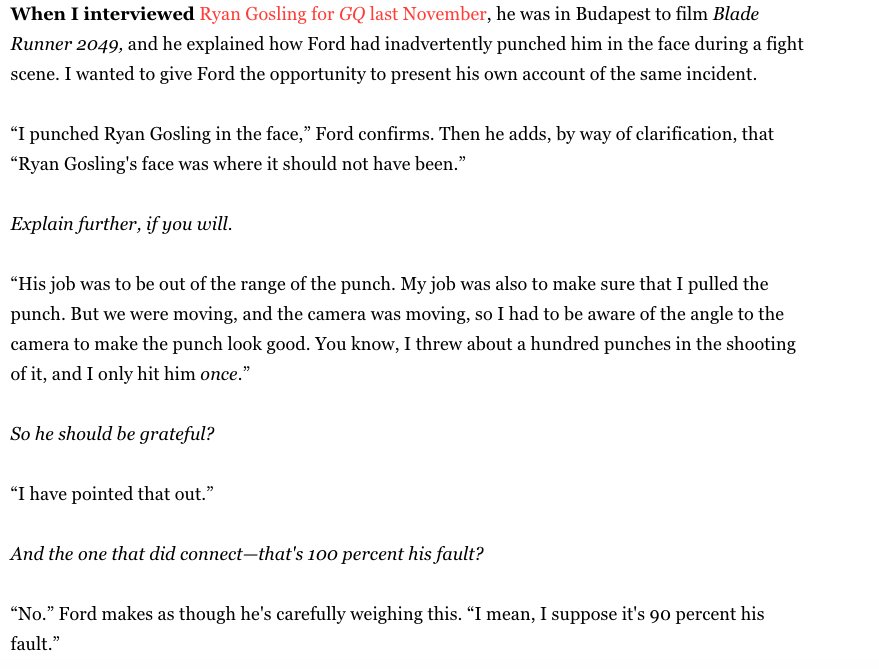 When I interviewed Ryan Gosling for GQ last November, he was in Budapest to film Blade
Runner 2049, and he explained how Ford had inadvertently punched him in the face during a fight
scene. I wanted to give Ford the opportunity to present his own account of the same incident.
“I punched Ryan Gosling in the face,” Ford confirms. Then he adds, by way of clarification, that
“Ryan Gosling's face was where it should not have been.”
Explain further, if you will.
“His job was to be out of the range of the punch. My job was also to make sure that I pulled the
punch. But we were moving, and the camera was moving, so I had to be aware of the angle to the
camera to make the punch look good. You know, I threw about a hundred punches in the shooting
of it, and I only hit him once.”
So he should be grateful?
“I have pointed that out.”
And the one that did connect—that's 100 percent his fault?
“No.” Ford makes as though he's carefully weighing this. “I mean, I suppose it's 90 percent his
fault.”